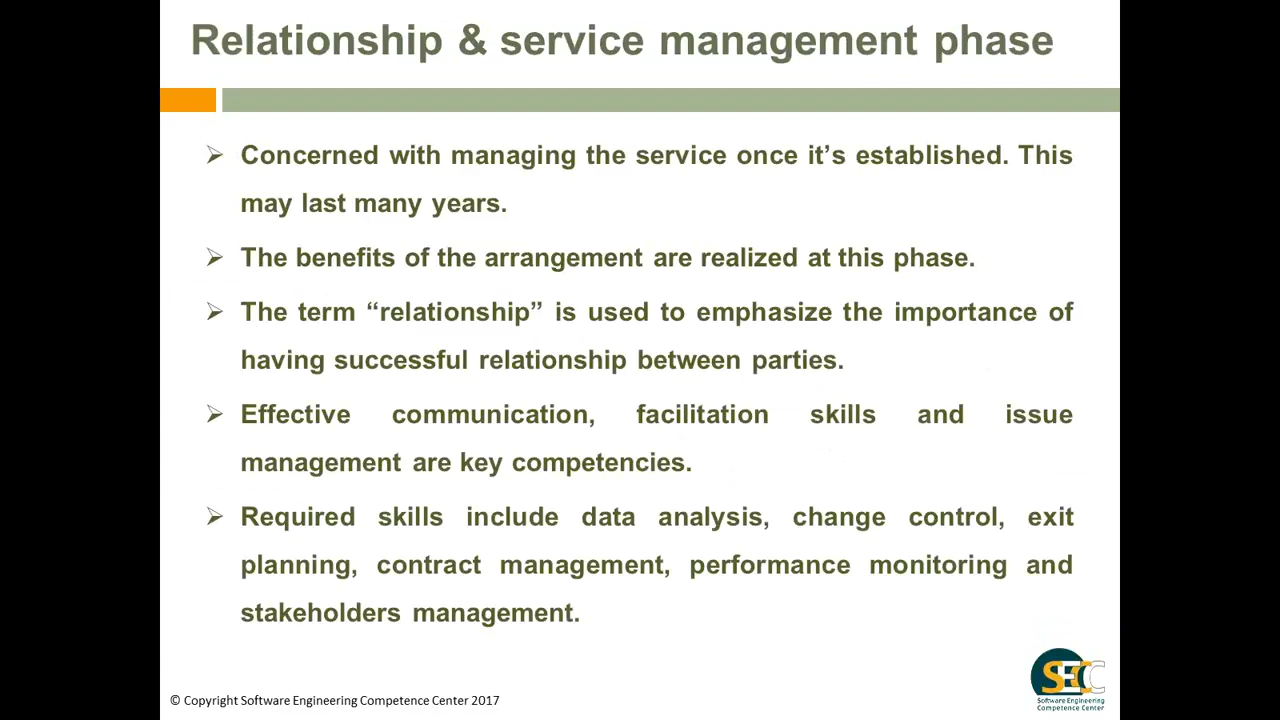 Relationship & service management phase
Concerned with managing the service once it’s established. This
may last many years.
The benefits of the arrangement are realized at this phase.
The term “relationship” is used to emphasize the importance of
having successful relationship between parties.
Effective communication, facilitation skills and issue
management are key competencies.
Required skills include data analysis, change control, exit
planning, contract management, performance monitoring and
stakeholders management.
SECC
Software Engineering
Competence Center
© Copyright Software Engineering Competence Center 2017